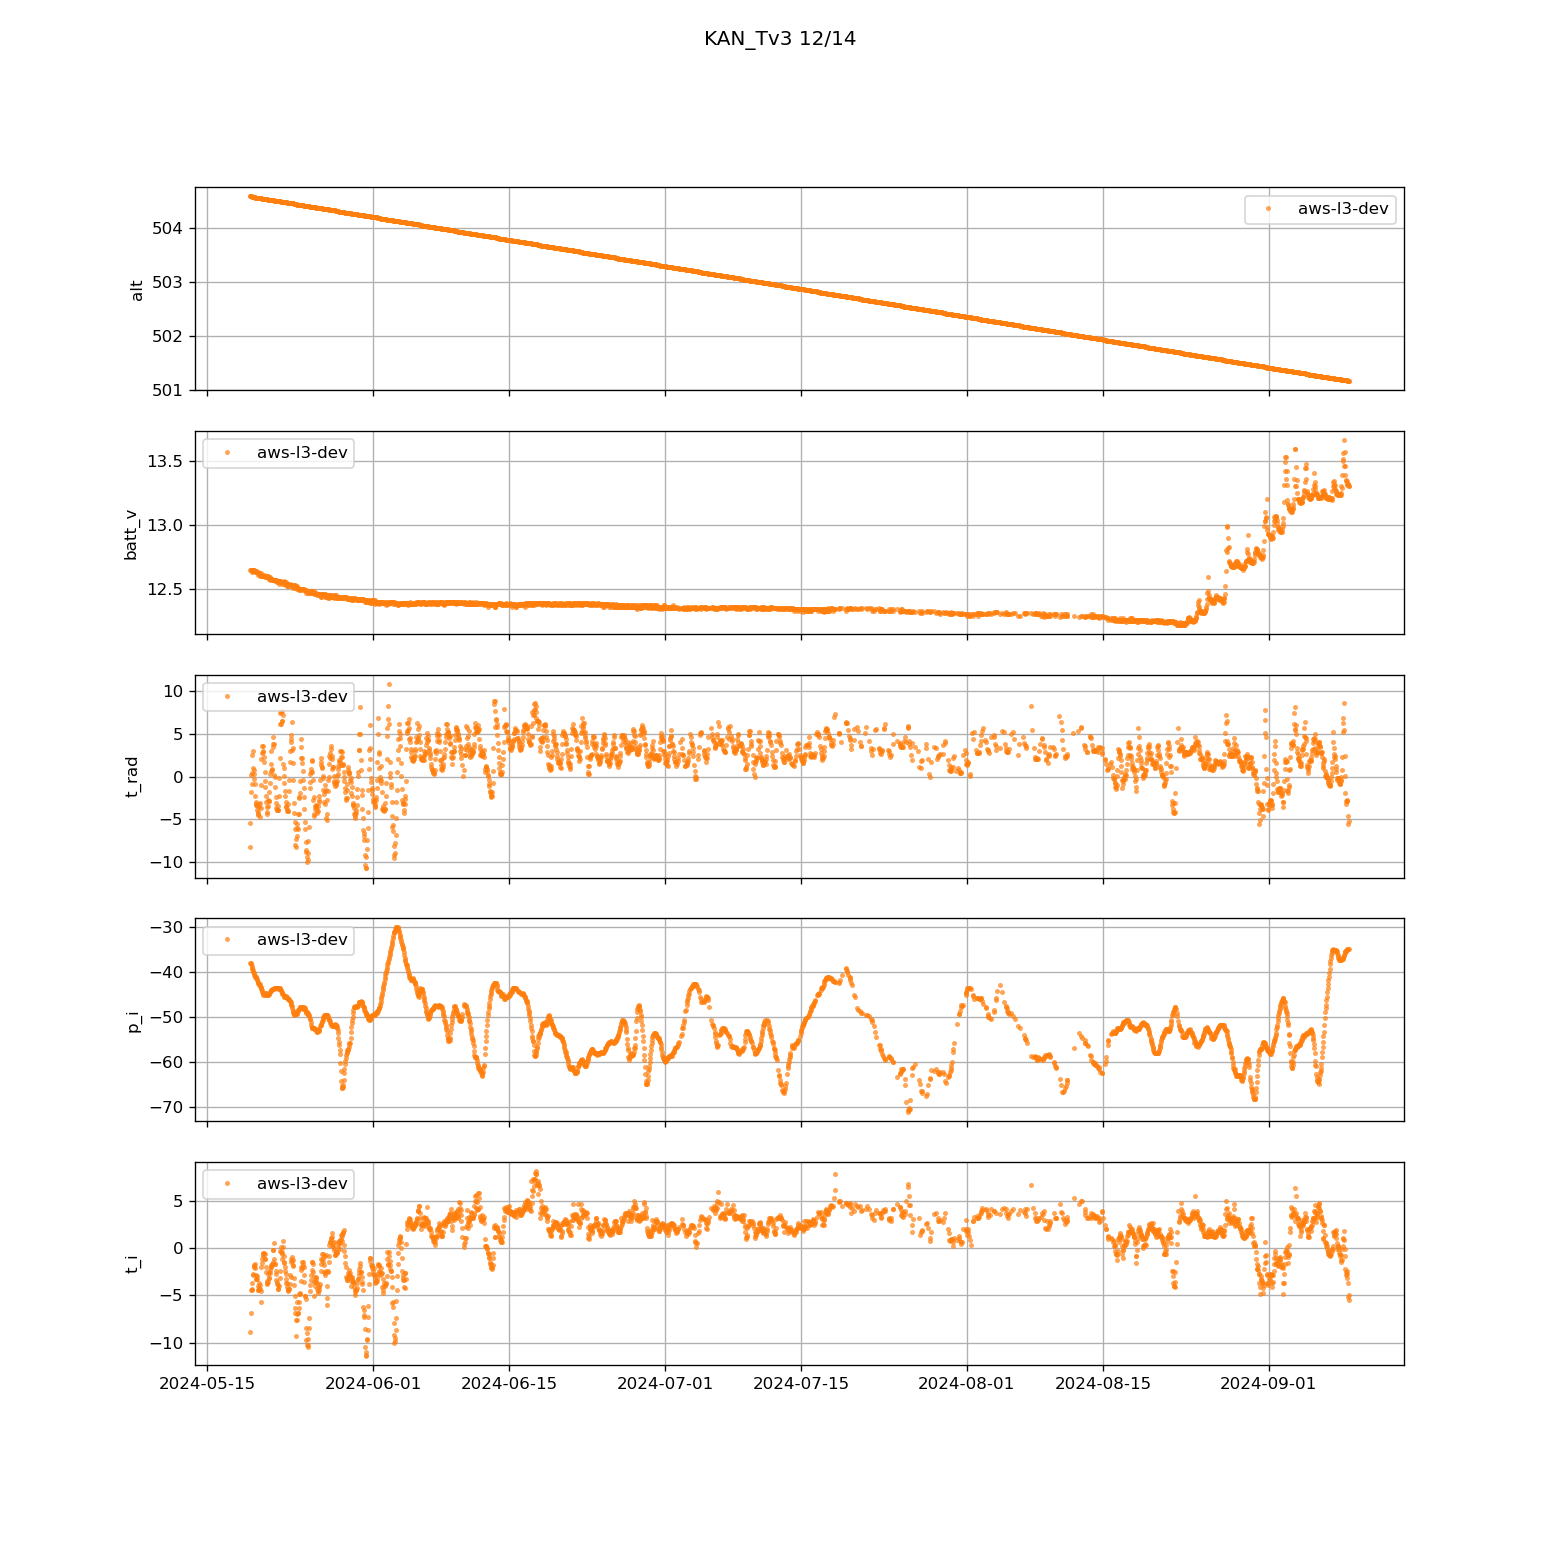 KAN_Tv3 12/14
504
503
502
501
alt
aws-l3-dev
13.5
13.0
12.5
batt_v
aws-l3-dev
10
5
0
−5
−10
t_rad
aws-l3-dev
−30
−40
−50
−60
−70
p_i
aws-l3-dev
5
0
−5
−10
t_i
aws-l3-dev
2024-05-15 2024-06-01 2024-06-15 2024-07-01 2024-07-15 2024-08-01 2024-08-15 2024-09-01